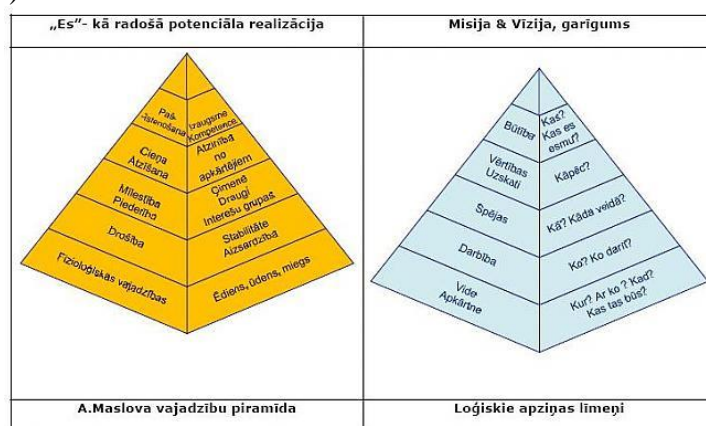 „Es”- kā radošā potenciāla realizācija
Misija & Vīzija, garīgums
Paš-
īstenošana
Izaugsme
Kompetence
Cieņa
Atzīšana
Atzinība
no
apkārtējiem
Mīlestība
Piederība
Ģimene
Draugi
Interešu grupas
Drošība
Stabilitāte
Aizsardzība
Fizioloģiskās vajadzības
Ēdiens, ūdens, miegs
Būtība
Kas?
Kas es
esmu?
Vērtības
Uzskati
Kāpēc?
Spējas
Kā? Kāda veidā?
Darbība
Ko? Ko darīt?
Vide
Apkārtne
Kur? Ar ko ? Kad?
Kas tas būs?
A.Maslova vajadzību piramīda
Loģiskie apziņas līmeņi